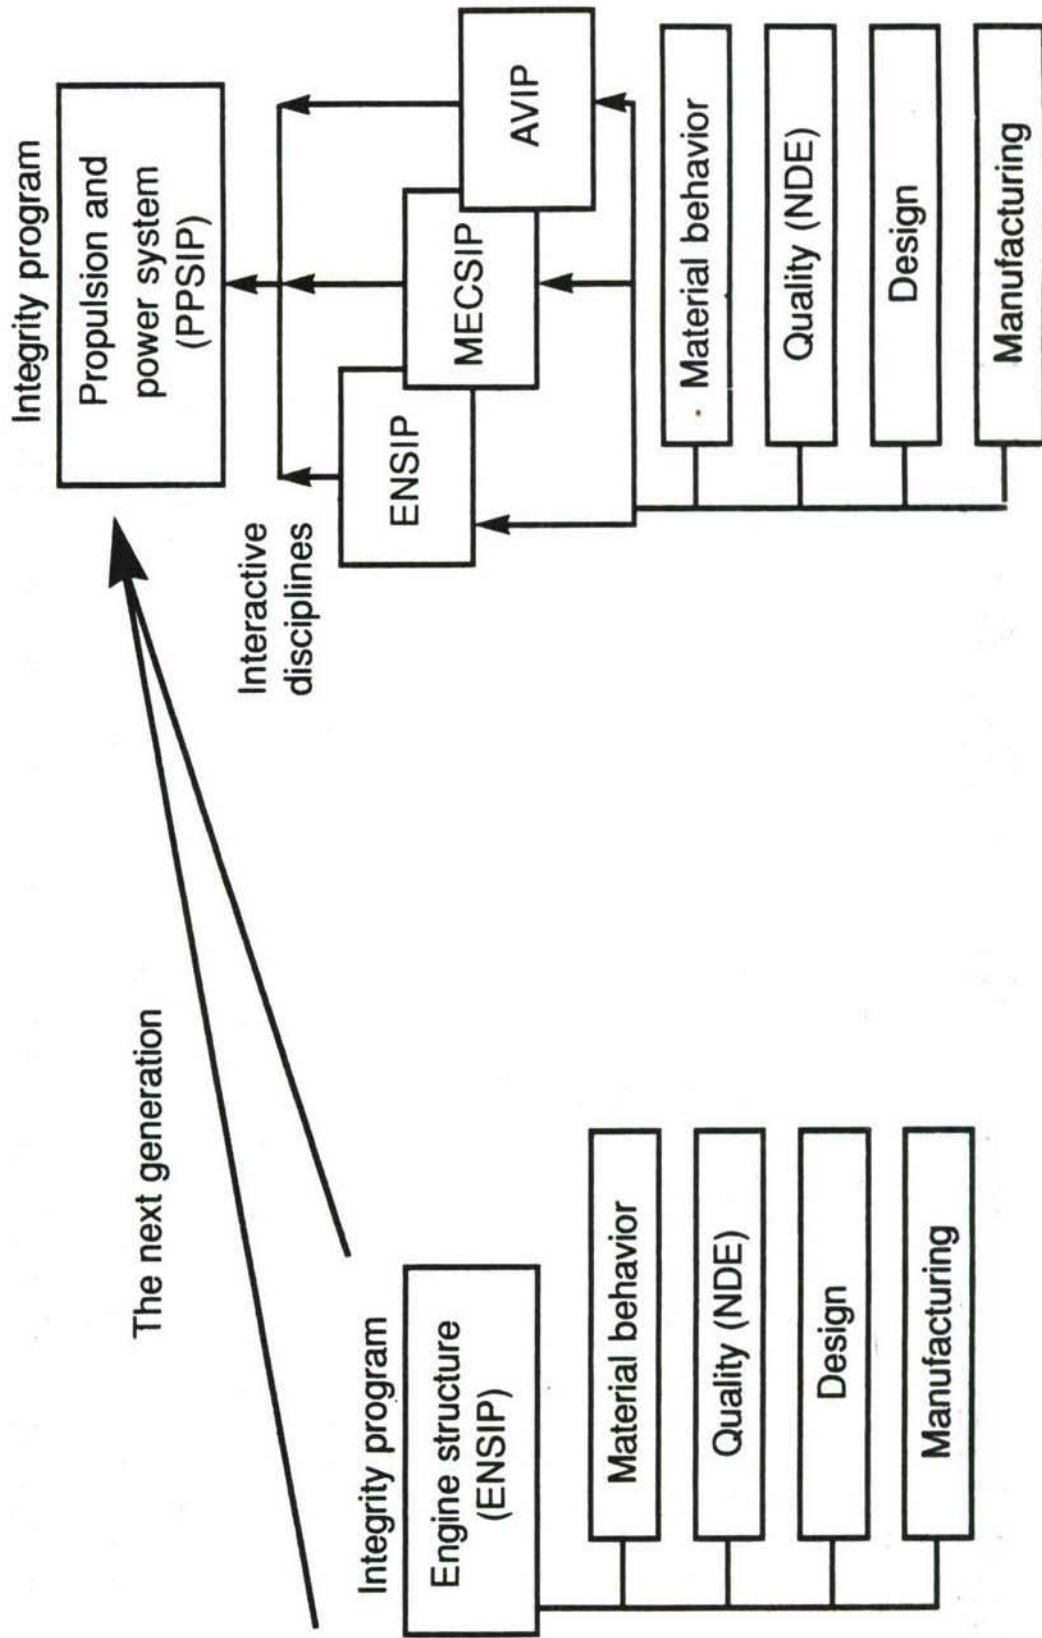 The next generation
Integrity program
Engine structure
(ENSIP)
Material behavior
Quality (NDE)
Design
Manufacturing
Integrity program
Propulsion and
power system
(PPSIP)
Interactive
disciplines
ENSIP
MECSIP
AVIP
Material behavior
Quality (NDE)
Design
Manufacturing